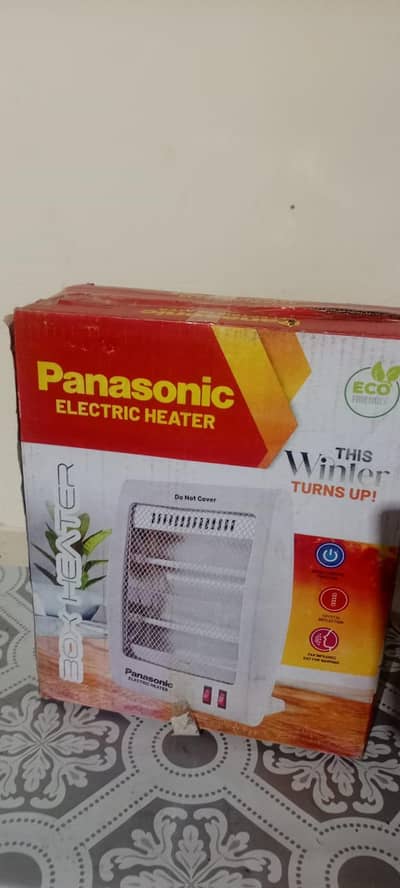 Panasonic
ELECTRIC HEATER
ECO
FRIENDLY
THIS
Winter
TURNS UP!
Do Not Cover
BOX HEATER
Panasonic
ELECTRIC HEATER